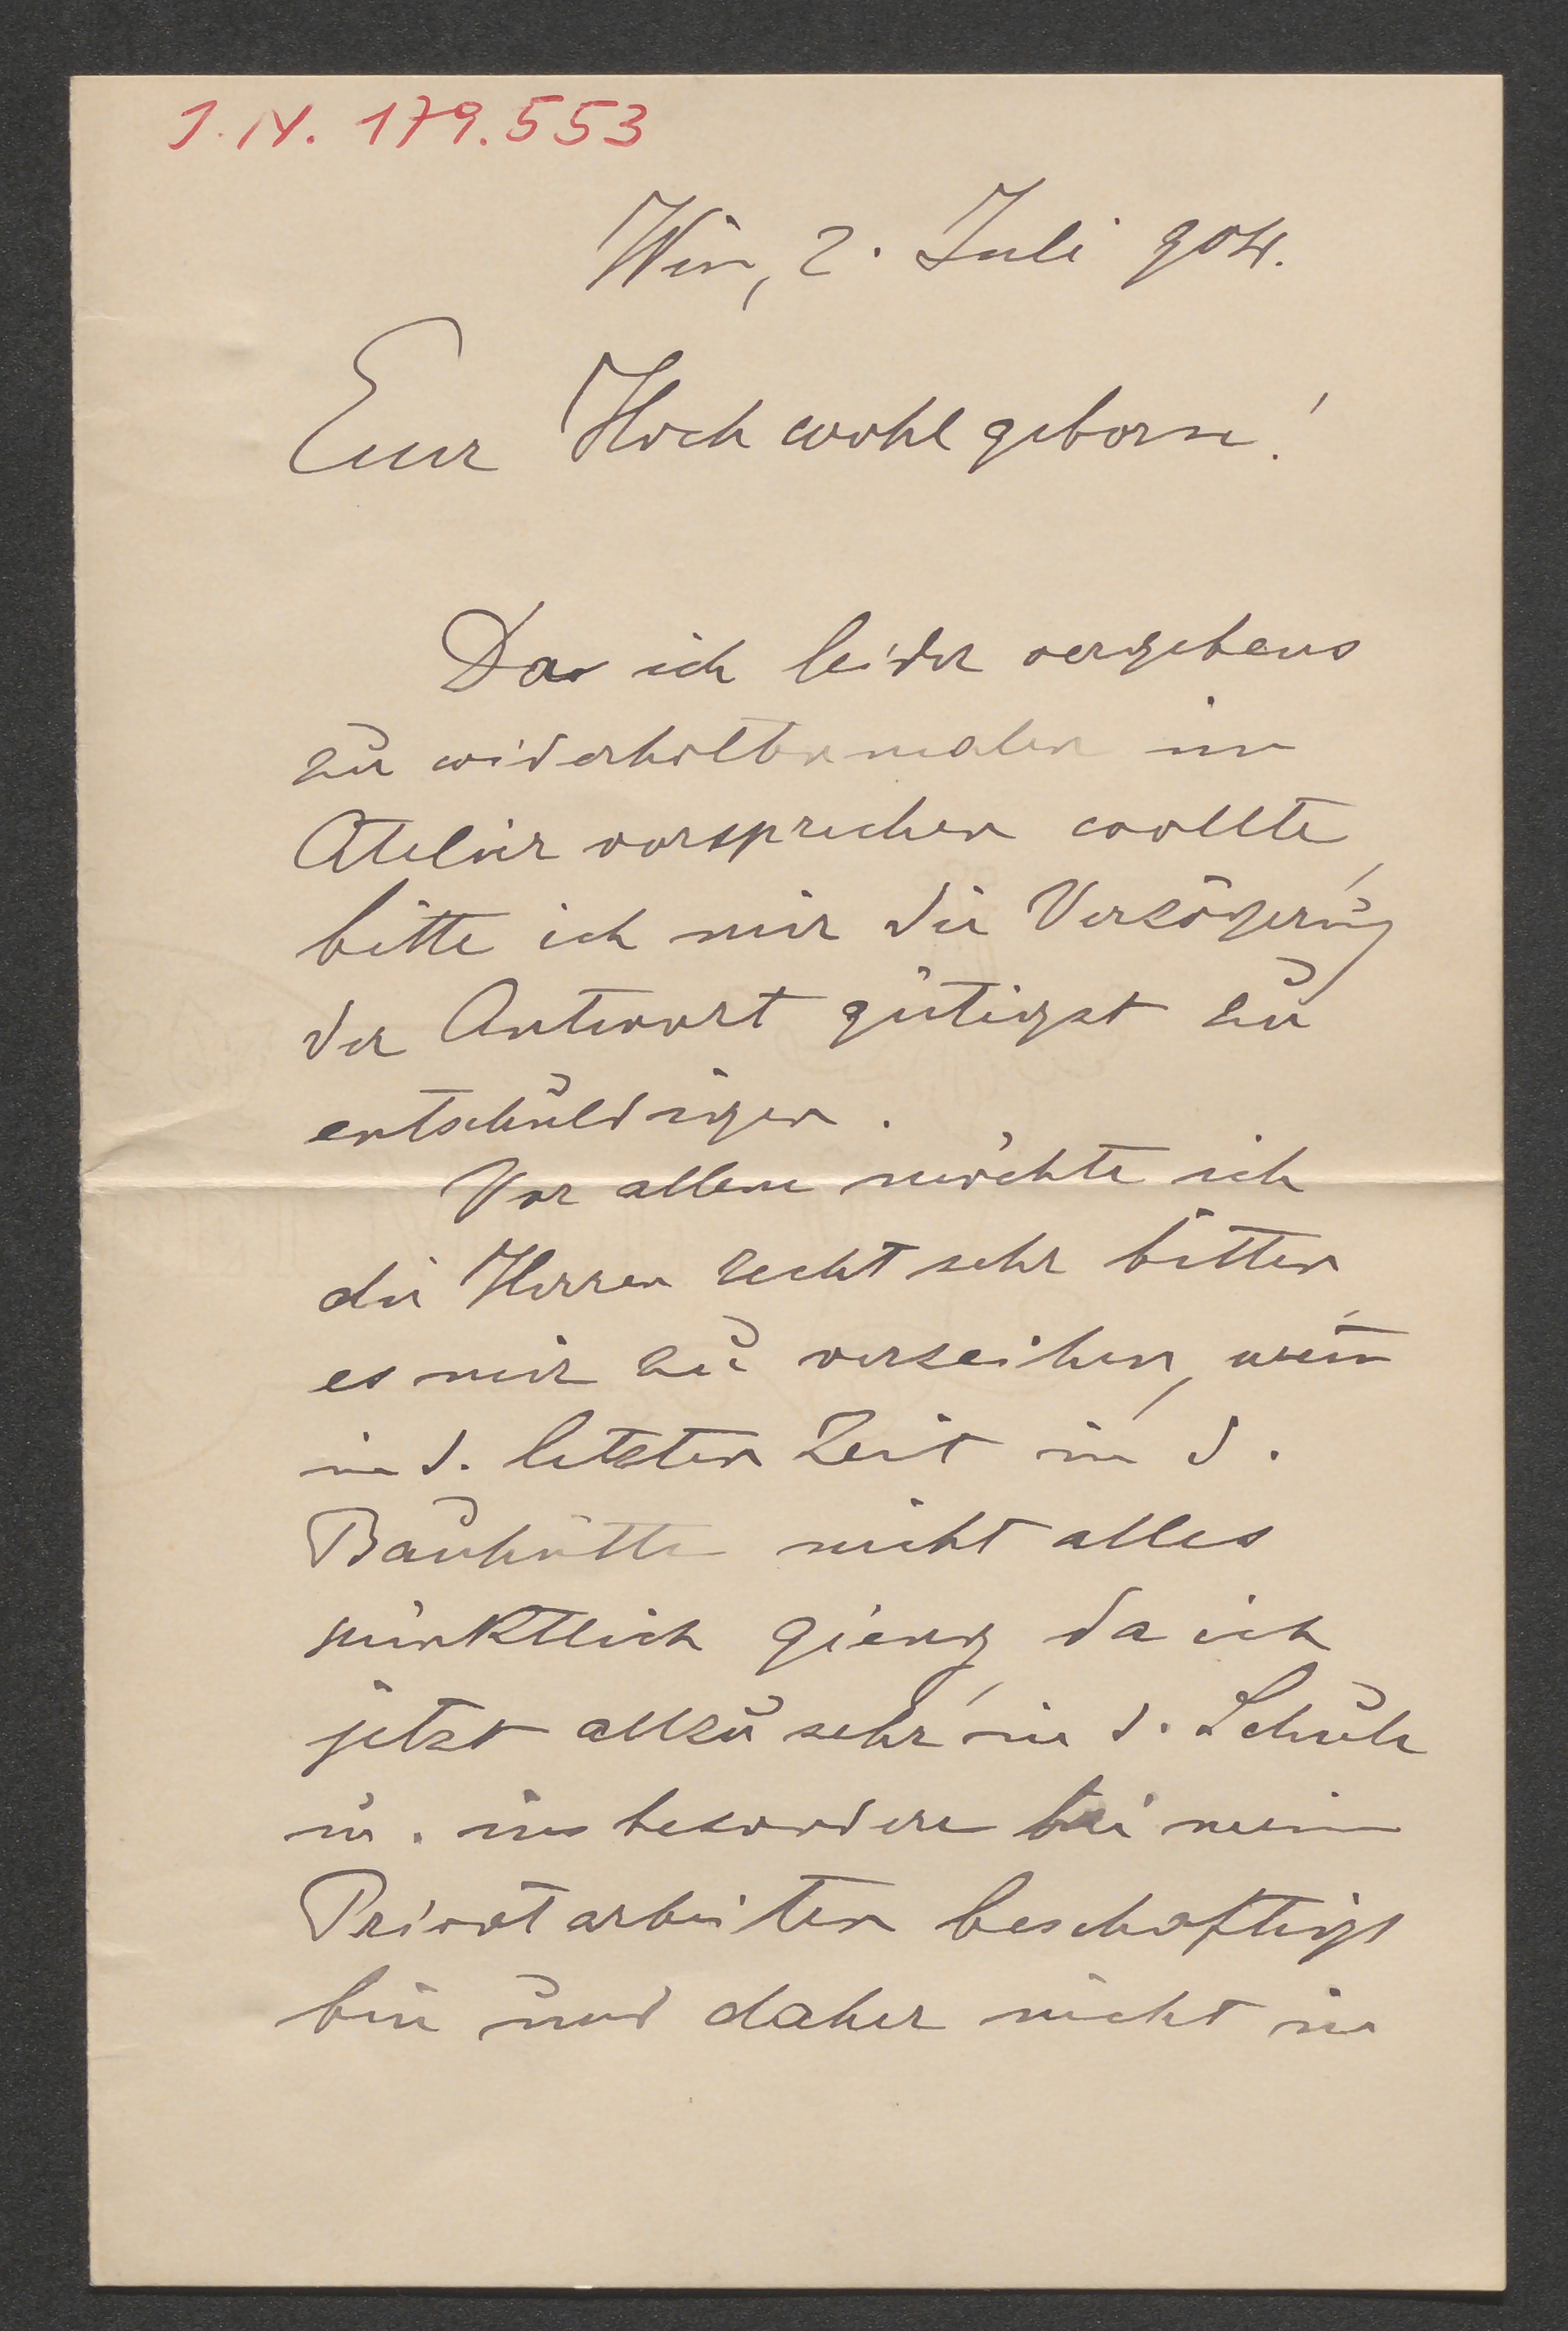 J.N. 179.553
Wien, 2. Juli 904.
Euer Hochwohlgeboren!
Da ich leider vergebens
zu widerholtenmalen im
Atelier vorsprechen wollte,
bitte ich mir die Verzögerung
der Antwort gütigst zu
entschuldigen.
Vor allem möchte ich
die Herren recht sehr bitten
es mir zu verzeihen, wen̄
in d. letzten Zeit in d.
Bauhütte nicht alles
pünktlich gieng, da ich
jetzt allzu sehr in d. Schule
u. insbesondere bei meinen
Privatarbeiten beschäftigt
bin und daher nicht in